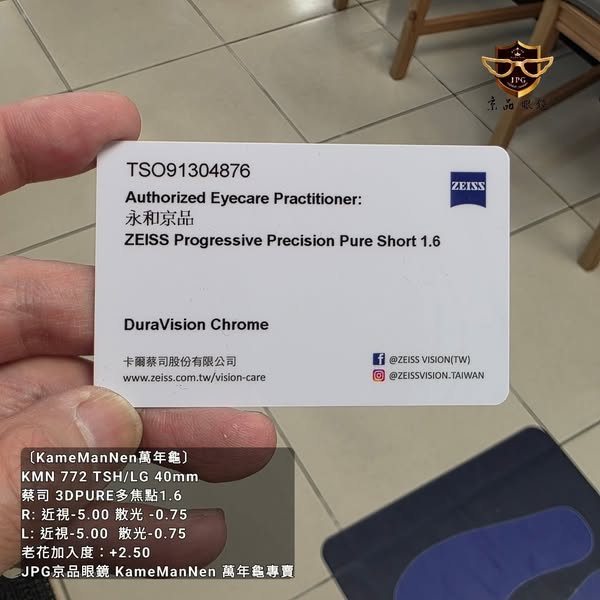 JPG
京品眼鏡
TSO91304876
ZEISS
Authorized Eyecare Practitioner:
永和京品
ZEISS Progressive Precision Pure Short 1.6
DuraVision Chrome
卡爾蔡司股份有限公司
www.zeiss.com.tw/vision-care
@ZEISS VISION(TW)
@ZEISSVISION.TAIWAN
〔KameManNen萬年龜〕
KMN 772 TSH/LG 40mm
蔡司 3DPURE多焦點1.6
R: 近視-5.00 散光 -0.75
L: 近視-5.00 散光-0.75
老花加入度：+2.50
JPG京品眼鏡 KameManNen 萬年龜專賣